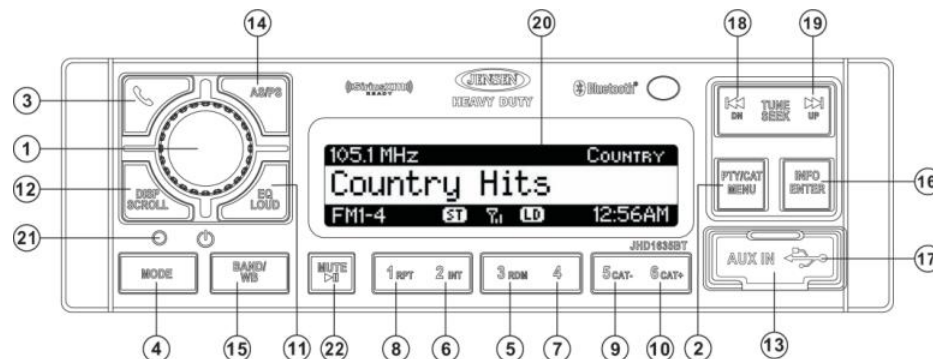 14
20
18
19
3
AS/PS
((SiriusXM))
READY
JENSEN
HEAVY DUTY
Bluetooth®
DN
TUNE
SEEK
UP
1
105.1 MHz
COUNTRY
Country Hits
FM1-4
ST
LD
12:56AM
12
DISP
SCROLL
EQ
LOUD
PTY/CAT
MENU
INFO
ENTER
16
21
JHD1635BT
MODE
BAND/
WB
MUTE
1 RPT
2 INT
3 RDM
4
5 CAT-
6 CAT+
AUX IN
17
4
15
11
22
8
6
5
7
9
10
2
13